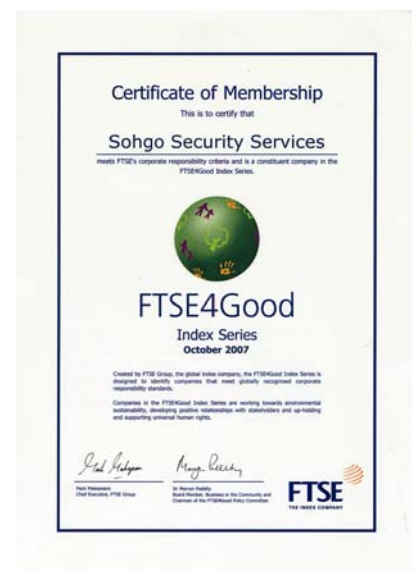 Certificate of Membership
This is to certify that
Sohgo Security Services
meets FTSE's corporate responsibility criteria and is a constituent company in the
FTSE4Good Index Series.
FTSE4Good
Index Series
October 2007
Created by FTSE Group, the global index company, the FTSE4Good Index Series is
designed to identify companies that meet globally recognised corporate
responsibility standards.
Companies in the FTSE4Good Index Series are working towards environmental
sustainability, developing positive relationships with stakeholders and up-holding
and supporting universal human rights.
Mark Makepeace
Chief Executive, FTSE Group
Sir
Board Member, Business in the Community and
Chairman of the FTSE4Good Policy Committee
FTSE
THE INDEX COMPANY